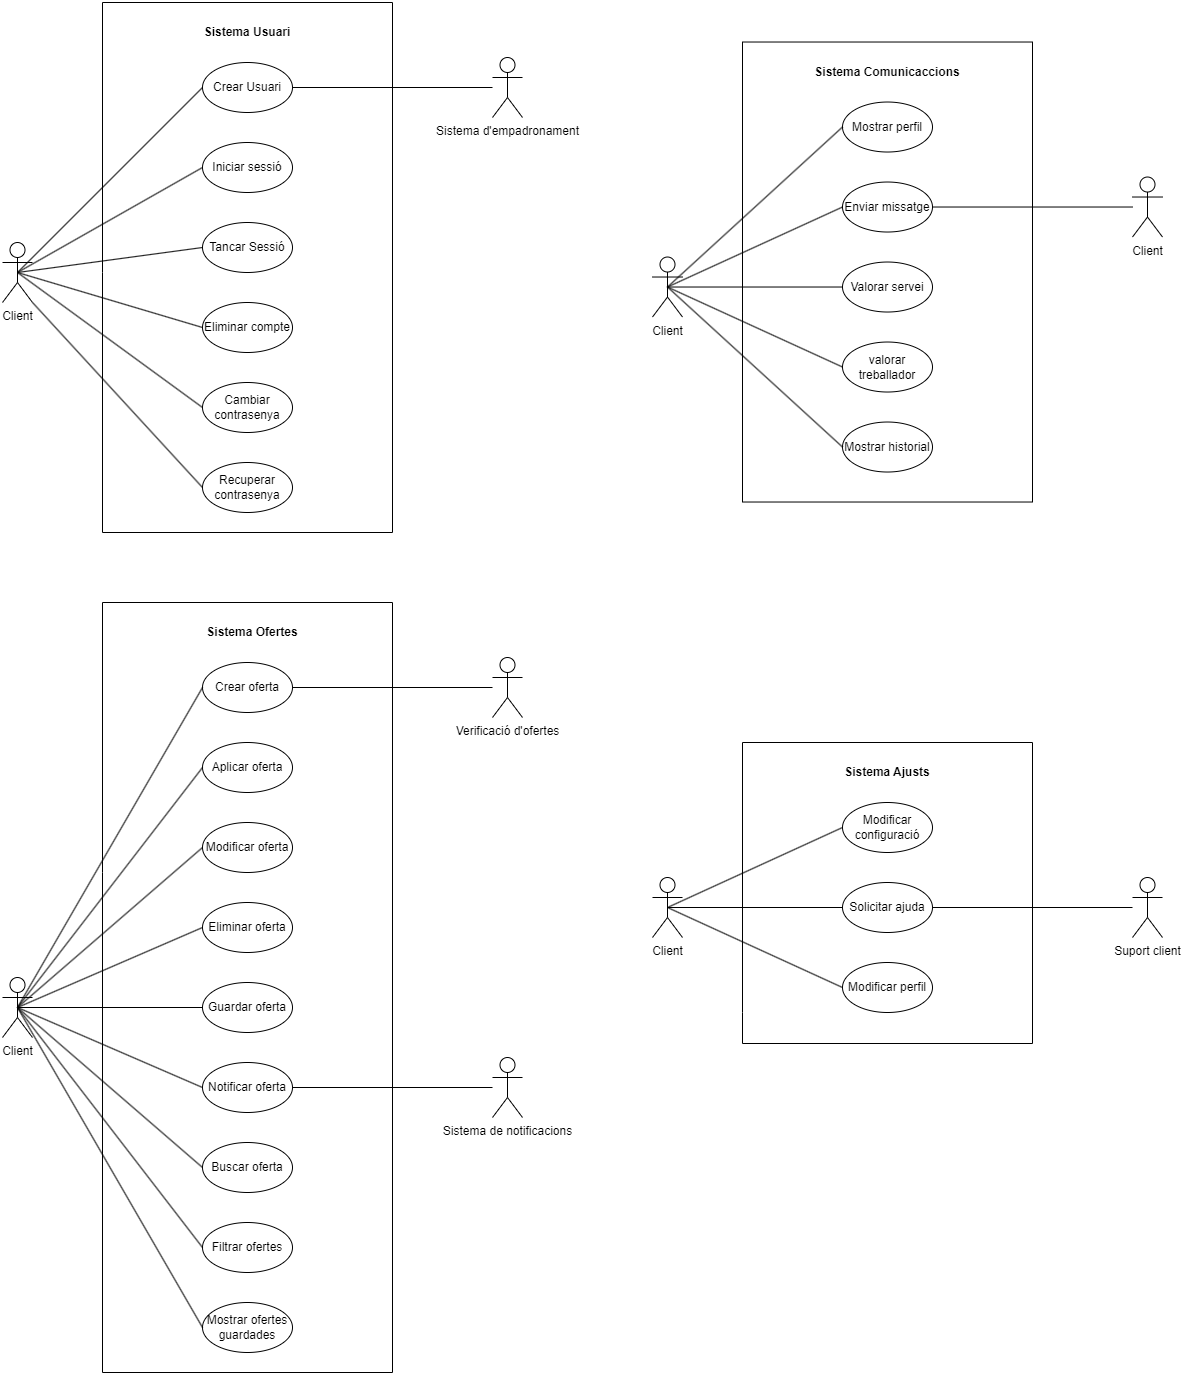 Sistema Usuari
Crear Usuari
Sistema d'empadronament
Iniciar sessió
Tancar Sessió
Client
Eliminar compte
Cambiar
contrasenya
Recuperar
contrasenya
Sistema Comunicaccions
Mostrar perfil
Enviar missatge
Client
Valorar servei
Client
valorar
treballador
Mostrar historial
Sistema Ofertes
Crear oferta
Verificació d'ofertes
Aplicar oferta
Modificar oferta
Eliminar oferta
Guardar oferta
Client
Notificar oferta
Sistema de notificacions
Buscar oferta
Filtrar ofertes
Mostrar ofertes
guardades
Sistema Ajusts
Modificar
configuració
Solicitar ajuda
Client
Suport client
Modificar perfil